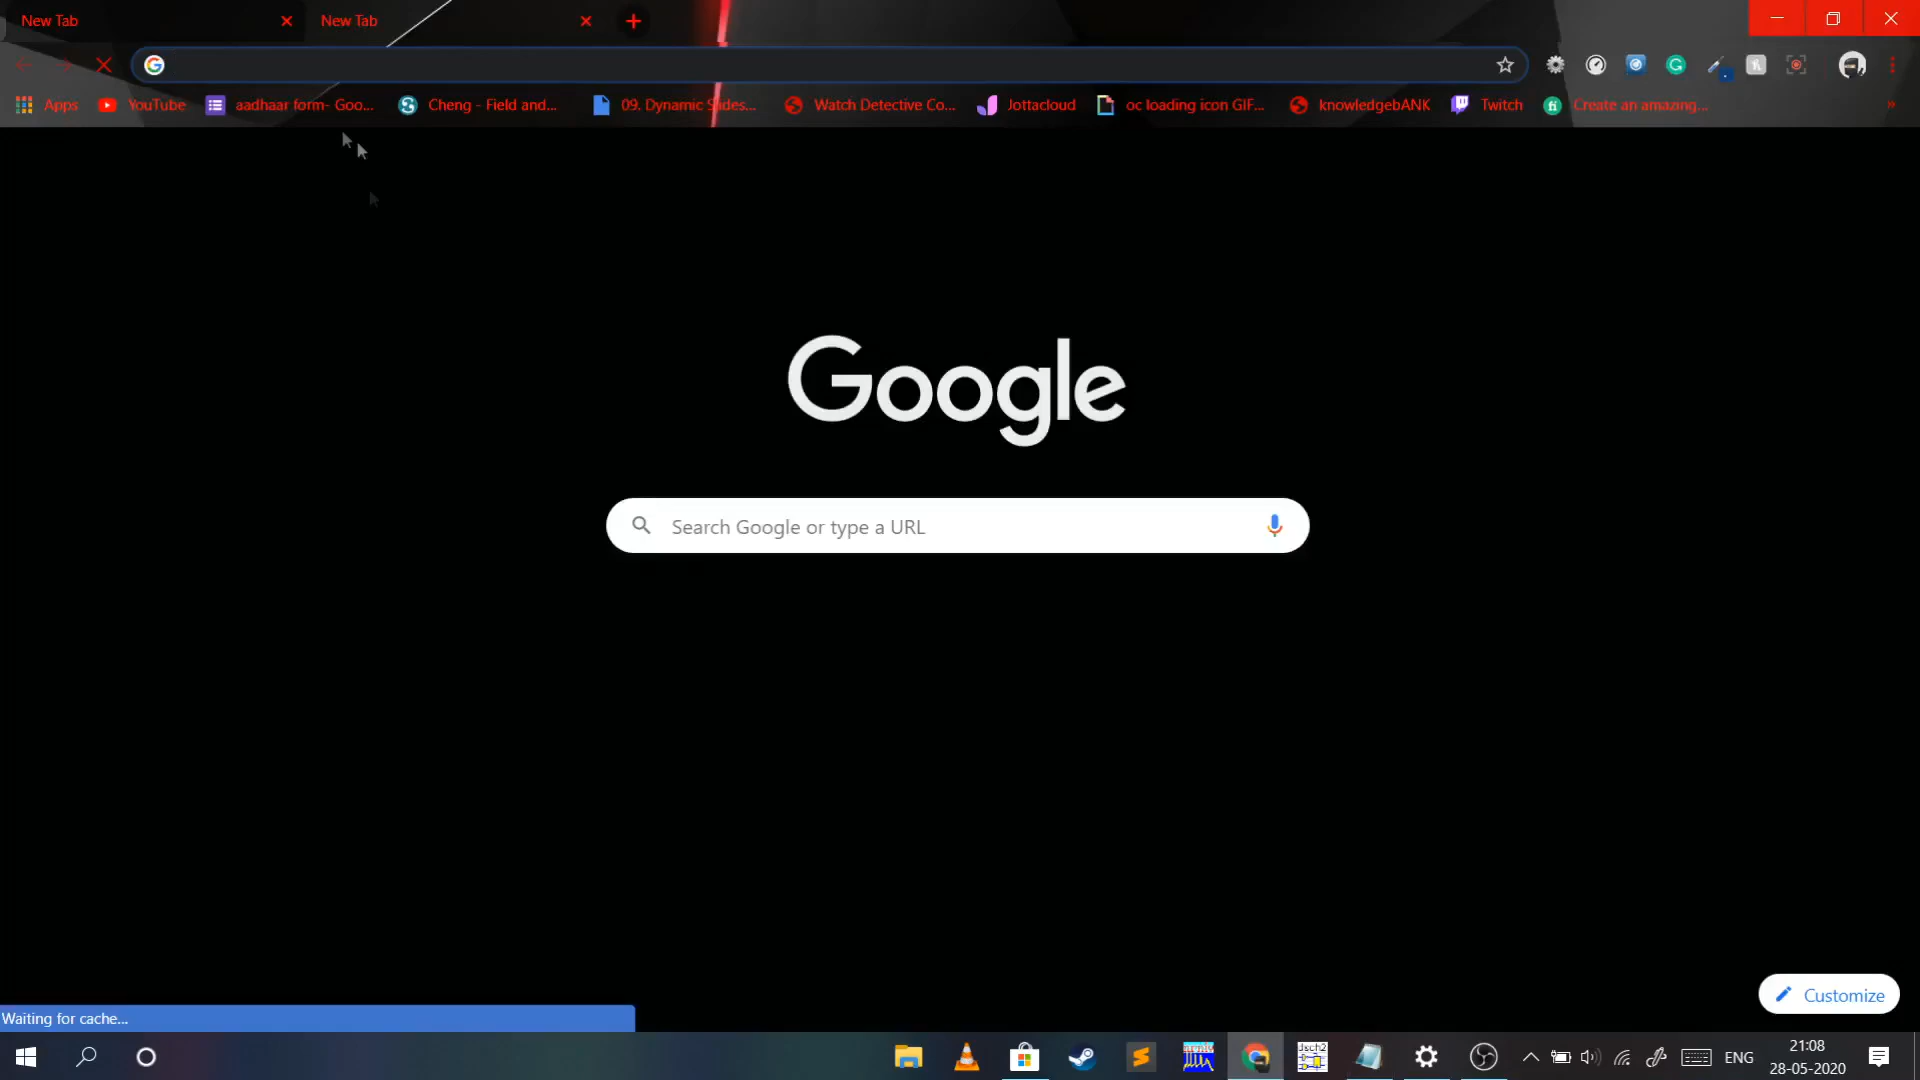 New Tab
New Tab
Apps
YouTube
aadhaar form- Goo...
Cheng - Field and...
09. Dynamic Slides...
Watch Detective Co...
Jottacloud
oc loading icon GIF...
knowledgebANK
Twitch
Create an amazing...
Google
Search Google or type a URL
Customize
Waiting for cache...
ENG
21:08
28-05-2020